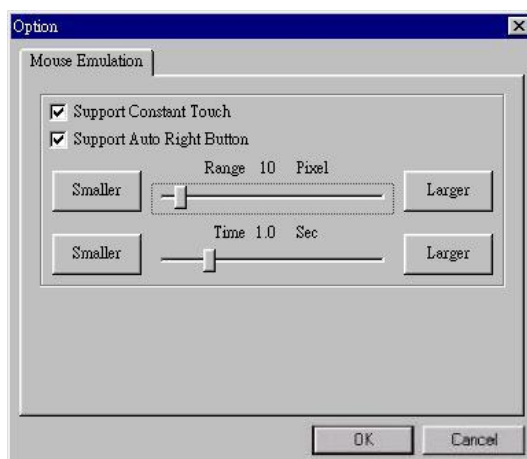 Option
Mouse Emulation
Support Constant Touch
Support Auto Right Button
Range 10 Pixel
Smaller
Larger
Time 1.0 Sec
Smaller
Larger
OK
Cancel